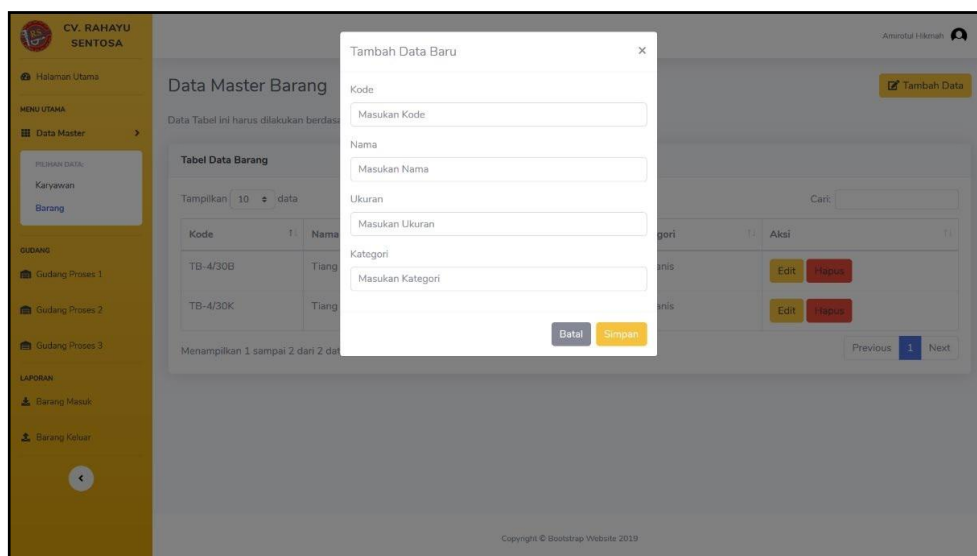 CV. RAHAYU
SENTOSA
Amirotul Hikmah
Halaman Utama
MENU UTAMA
Data Master
PILIHAN DATA:
Karyawan
Barang
GUDANG
Gudang Proses 1
Gudang Proses 2
Gudang Proses 3
LAPORAN
Barang Masuk
Barang Keluar
Data Master Barang
Tambah Data
Data Tabel ini harus dilakukan berdasa
Tabel Data Barang
Tampilkan 10 data
Cari:
Kode Nama gori Aksi
TB-4/30B Tiang anis Edit Hapus
TB-4/30K Tiang anis Edit Hapus
Menampilkan 1 sampai 2 dari 2 dat
Previous 1 Next
Tambah Data Baru ×
Kode
Masukan Kode
Nama
Masukan Nama
Ukuran
Masukan Ukuran
Kategori
Masukan Kategori
Batal Simpan
Copyright © Bootstrap Website 2019